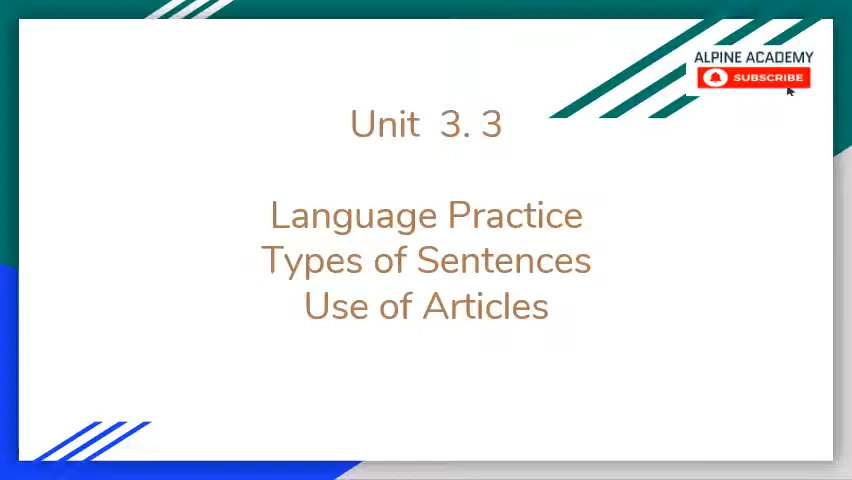 ALPINE ACADEMY
SUBSCRIBE
Unit 3. 3
Language Practice
Types of Sentences
Use of Articles